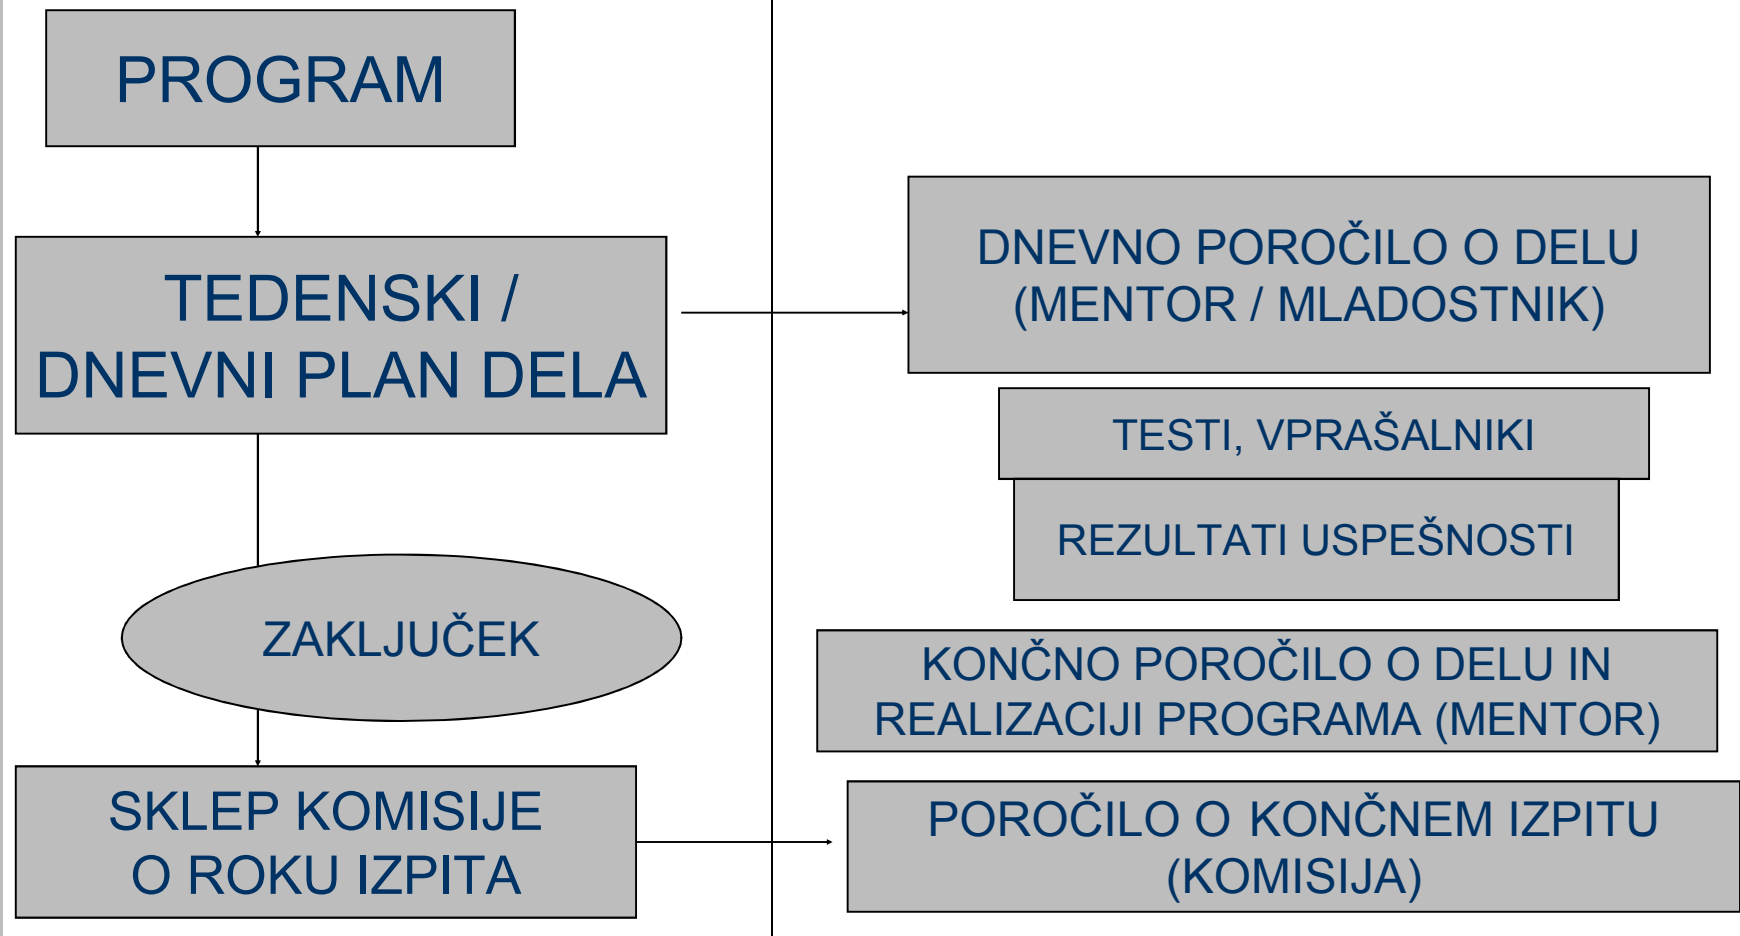 PROGRAM
TEDENSKI /
DNEVNI PLAN DELA
ZAKLJUČEK
SKLEP KOMISIJE
O ROKU IZPITA
DNEVNO POROČILO O DELU
(MENTOR / MLADOSTNIK)
TESTI, VPRAŠALNIKI
REZULTATI USPEŠNOSTI
KONČNO POROČILO O DELU IN
REALIZACIJI PROGRAMA (MENTOR)
POROČILO O KONČNEM IZPITU
(KOMISIJA)